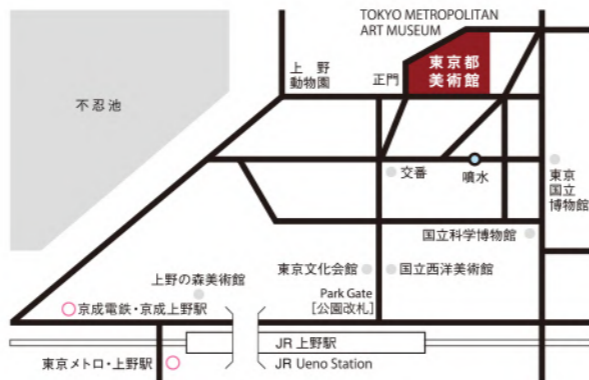 TOKYO METROPOLITAN
ART MUSEUM
東京都
美術館
上野
動物園
正門
不忍池
交番
噴水
東京
国立
博物館
国立科学博物館
上野の森美術館
東京文化会館
国立西洋美術館
Park Gate
［公園改札］
京成電鉄・京成上野駅
JR 上野駅
東京メトロ・上野駅
JR Ueno Station